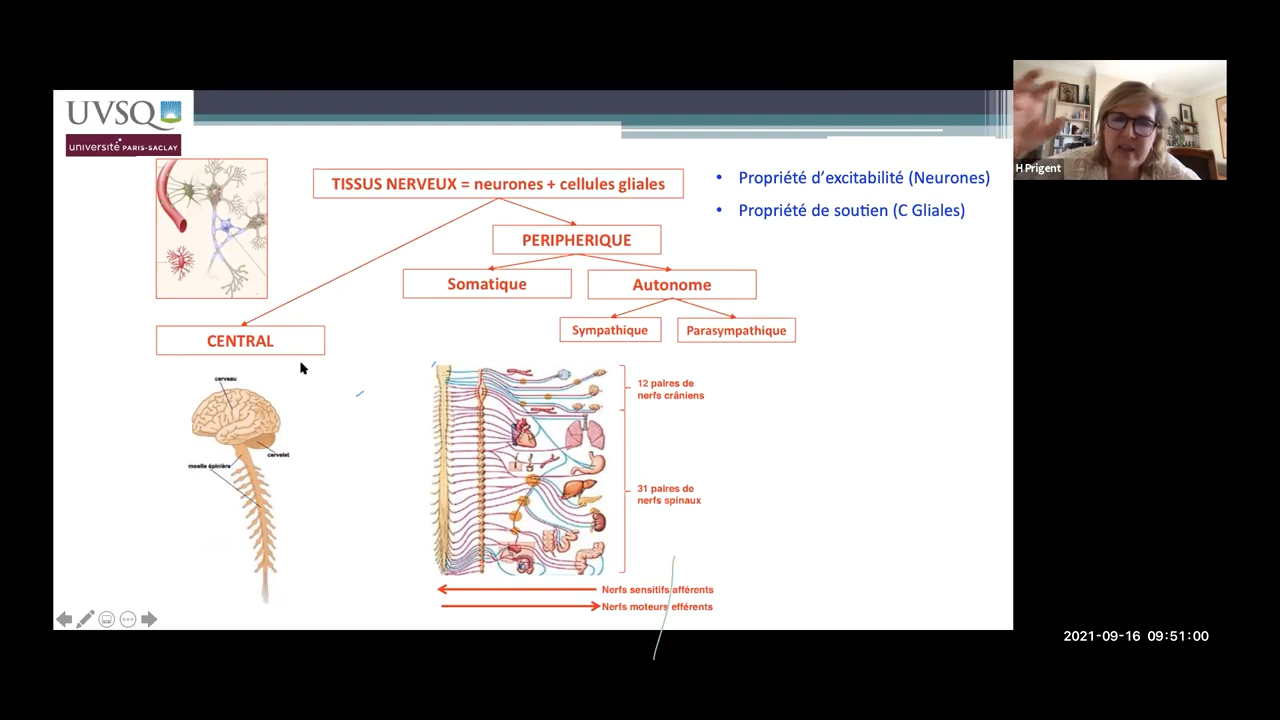 UVSQ
université PARIS-SACLAY
H Prigent
TISSUS NERVEUX = neurones + cellules gliales
• Propriété d’excitabilité (Neurones)
• Propriété de soutien (C Gliales)
PERIPHERIQUE
Somatique
Autonome
Sympathique
Parasympathique
CENTRAL
cerveau
cervelet
moelle épinière
12 paires de
nerfs crâniens
31 paires de
nerfs spinaux
Nerfs sensitifs afférents
Nerfs moteurs efférents
2021-09-16 09:51:00